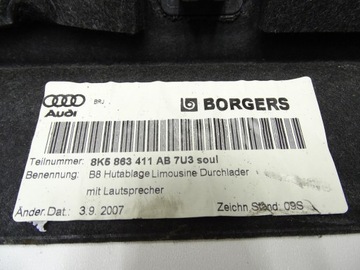 BRJ
BORGERS
Audi
Teilnummer: 8K5 863 411 AB 7U3 soul
Benennung: B8 Hutablage Limousine Durchlader
mit Lautsprecher
Änder.Dat.: 3.9.2007 Zeichn.Stand: 09S